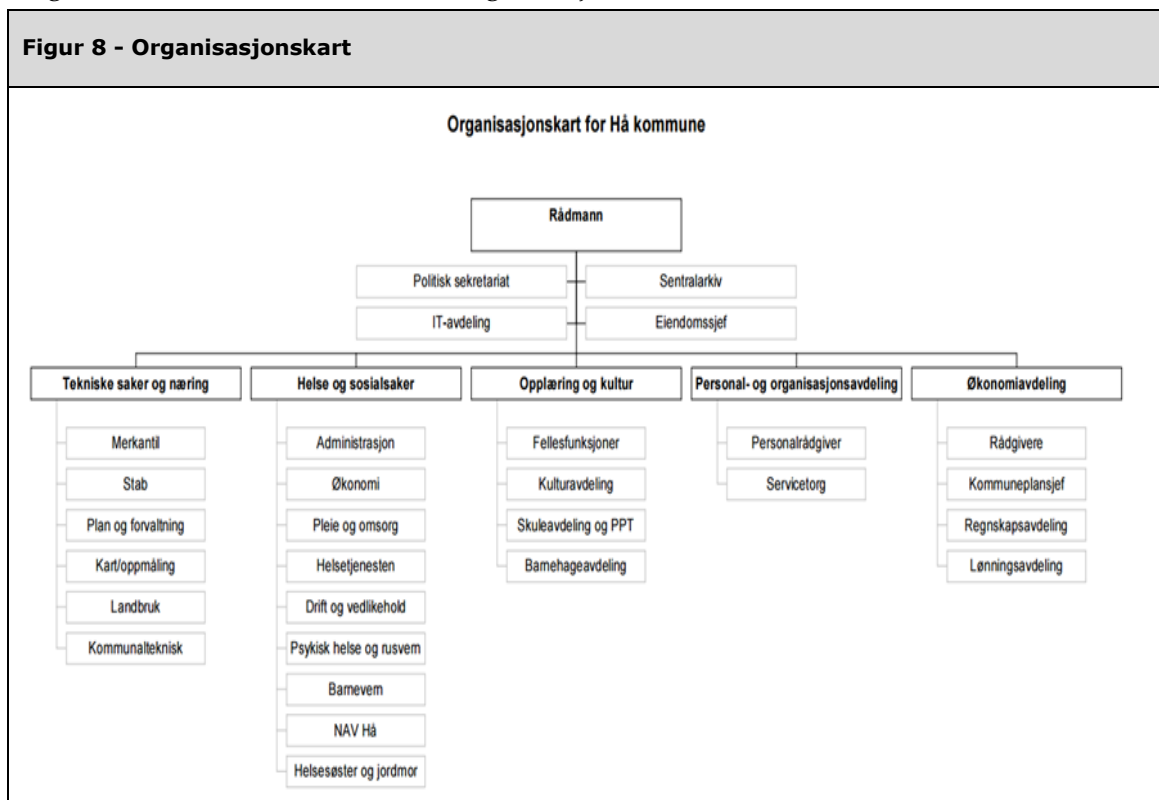 Figur 8 - Organisasjonskart
Organisasjonskart for Hå kommune
Rådmann
Politisk sekretariat
Sentralarkiv
IT-avdeling
Eiendomssjef
Tekniske saker og næring
Merkantil
Stab
Plan og forvaltning
Kart/oppmåling
Landbruk
Kommunalteknisk
Helse og sosialsaker
Administrasjon
Økonomi
Pleie og omsorg
Helsetjenesten
Drift og vedlikehold
Psykisk helse og rusvern
Barnevern
NAV Hå
Helsesøster og jordmor
Opplæring og kultur
Fellesfunksjoner
Kulturavdeling
Skuleavdeling og PPT
Barnehageavdeling
Personal- og organisasjonsavdeling
Personalrådgiver
Servicetorg
Økonomiavdeling
Rådgivere
Kommuneplansjef
Regnskapsavdeling
Lønningsavdeling